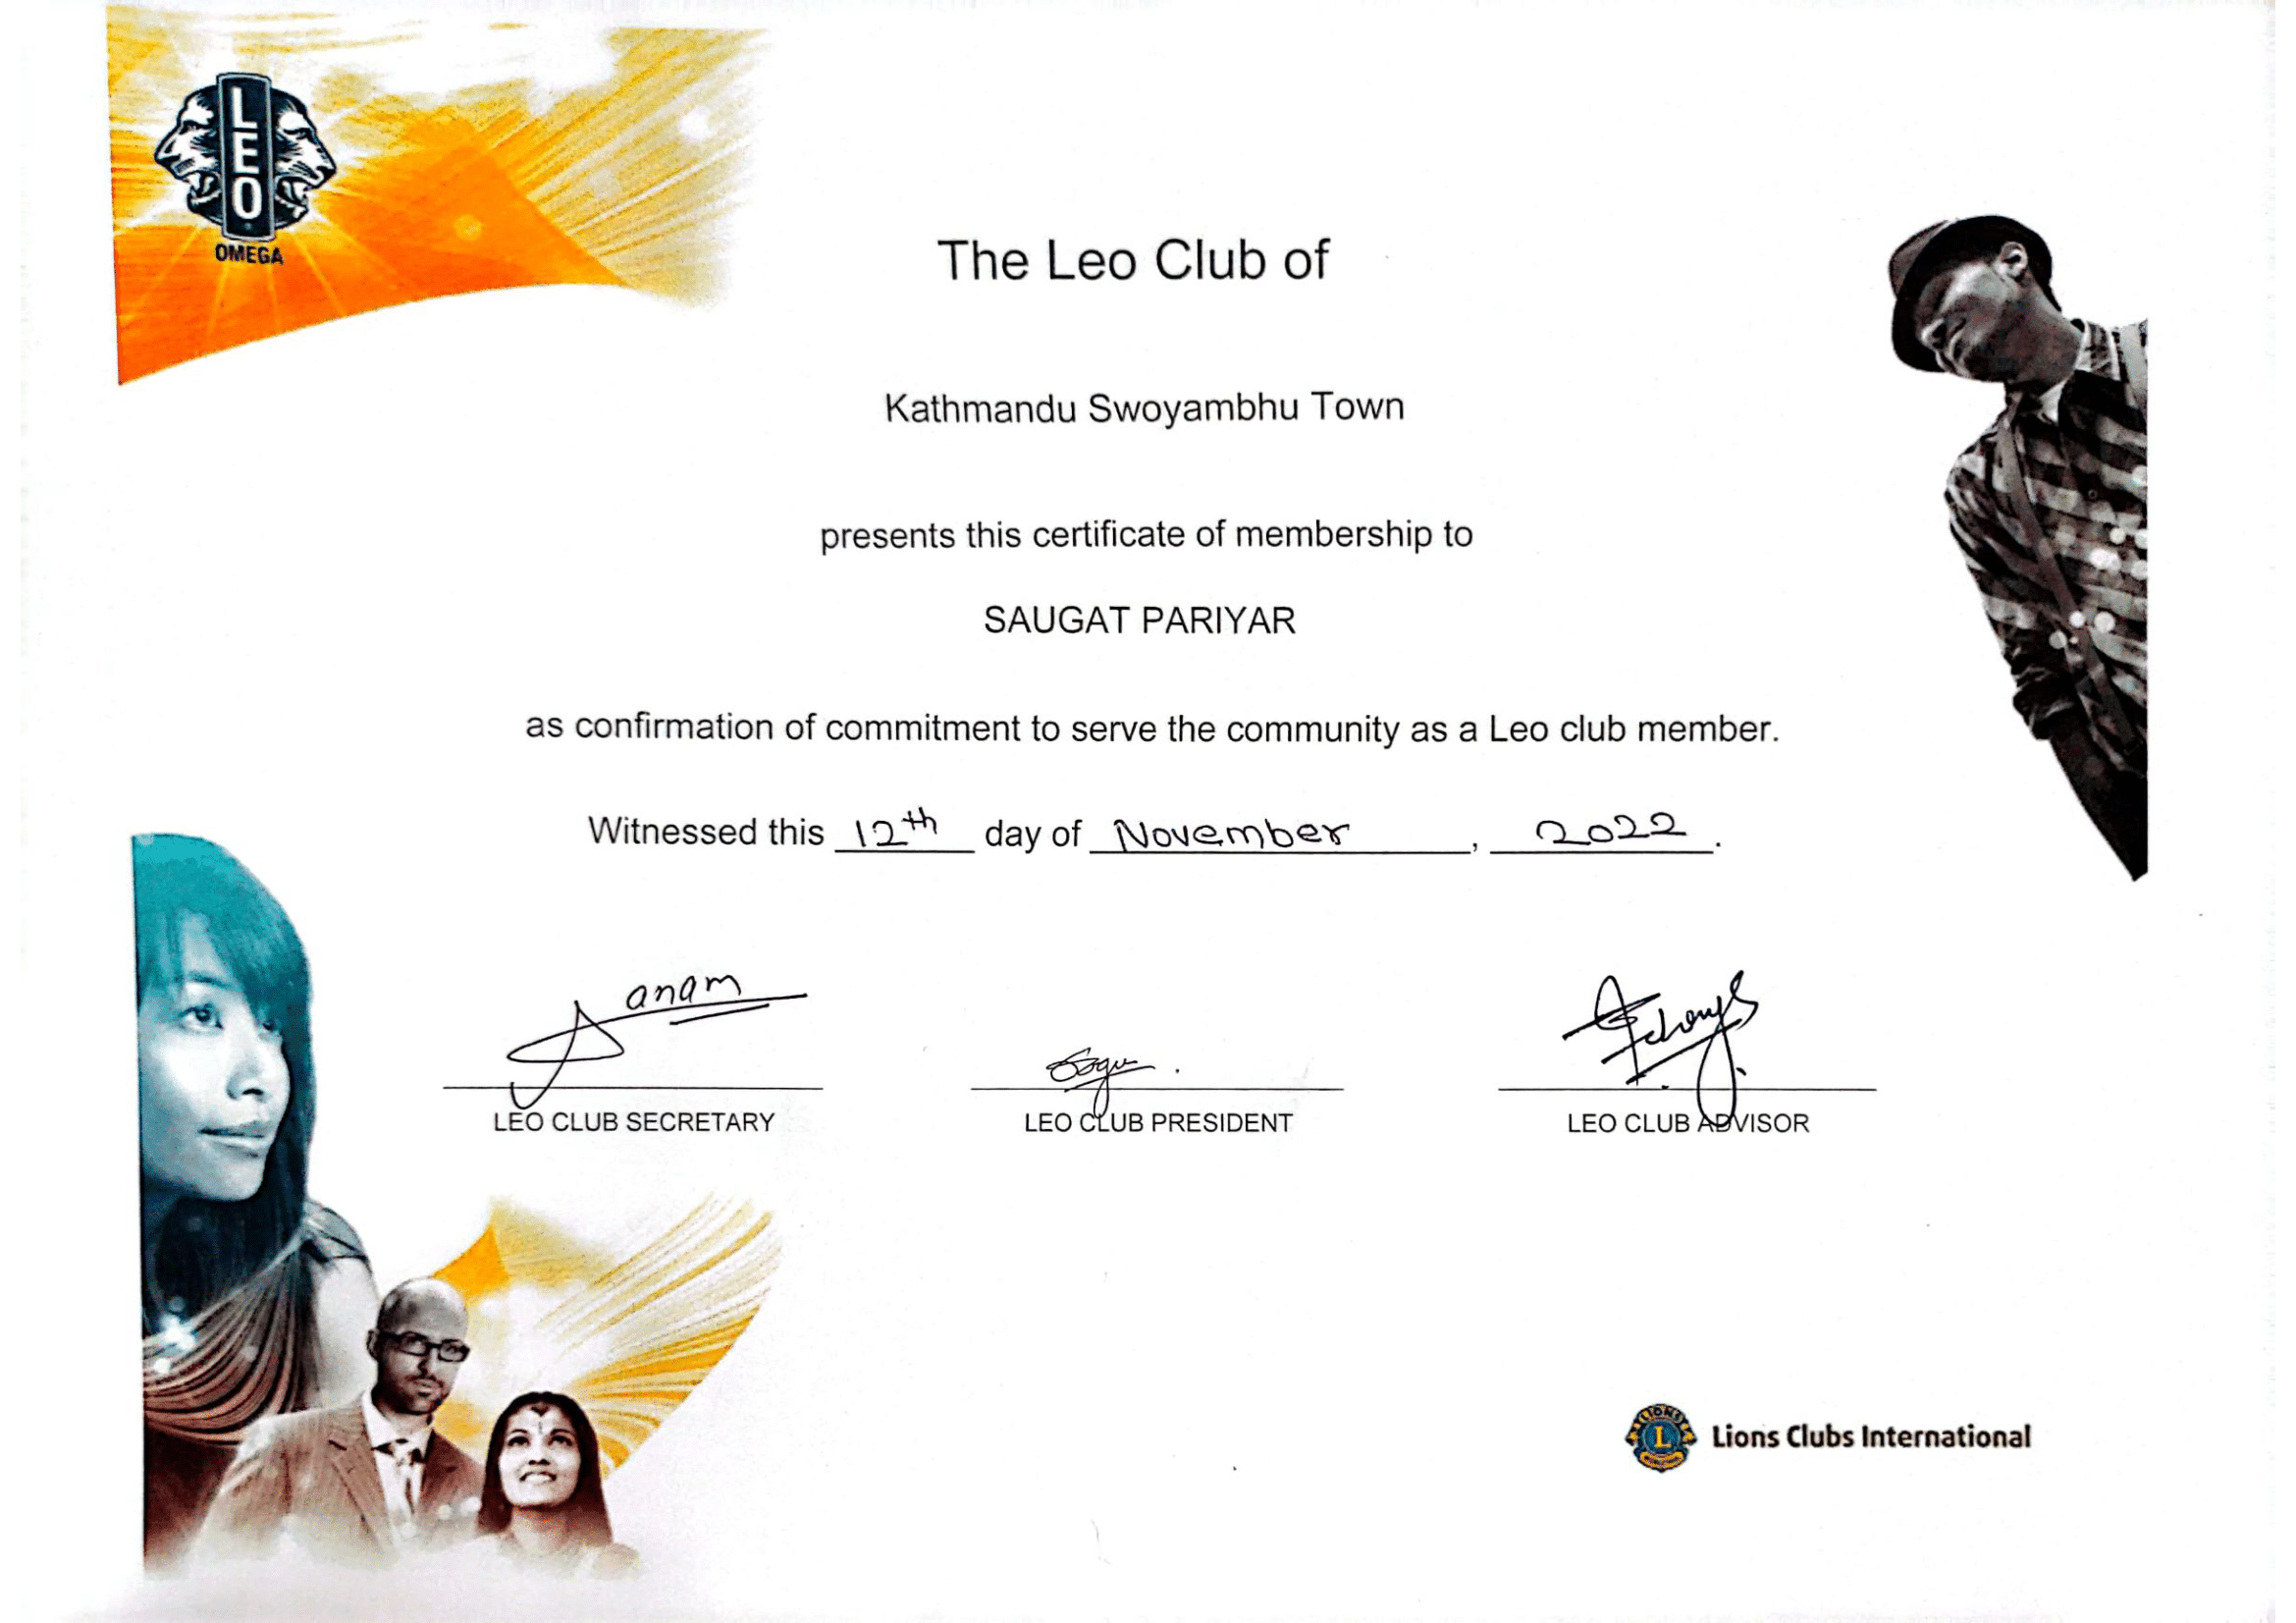 LEO
OMEGA
The Leo Club of
Kathmandu Swoyambhu Town
presents this certificate of membership to
SAUGAT PARIYAR
as confirmation of commitment to serve the community as a Leo club member.
Witnessed this 12th day of November, 2022.
anam
LEO CLUB SECRETARY
LEO CLUB PRESIDENT
LEO CLUB ADVISOR
LIONS
L
Lions Clubs International